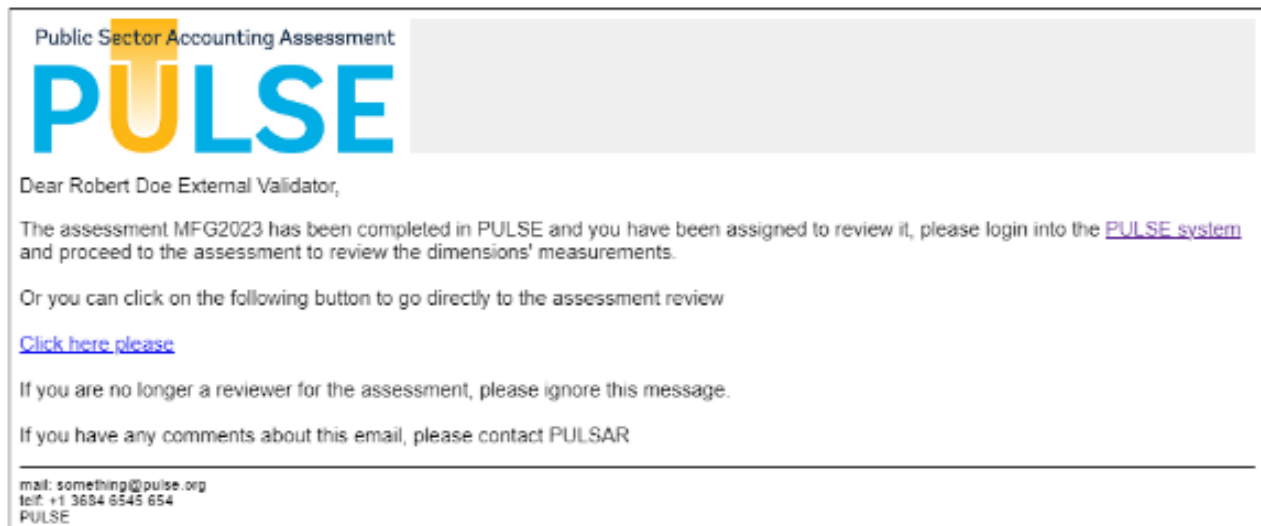 Public Sector Accounting Assessment
PULSE
Dear Robert Doe External Validator,
The assessment MFG2023 has been completed in PULSE and you have been assigned to review it, please login into the PULSE system
and proceed to the assessment to review the dimensions' measurements.
Or you can click on the following button to go directly to the assessment review
Click here please
If you are no longer a reviewer for the assessment, please ignore this message.
If you have any comments about this email, please contact PULSAR
mail: something@pulse.org
telf: +1 3684 6545 654
PULSE